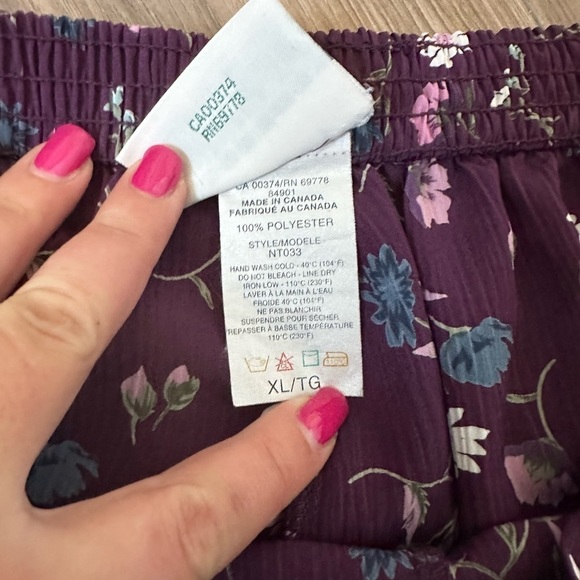 CA00374
RN69778
CA 00374/RN 69778
84901
MADE IN CANADA
FABRIQUÉ AU CANADA
100% POLYESTER
STYLE/MODELE
NT033
HAND WASH COLD - 40°C (104°F)
DO NOT BLEACH - LINE DRY
IRON LOW - 110°C (230°F)
LAVER À LA MAIN À L'EAU
FROIDE 40°C (104°F)
NE PAS BLANCHIR
SUSPENDRE POUR SÉCHER
REPASSER À BASSE TEMPÉRATURE
110°C (230°F)
XL/TG